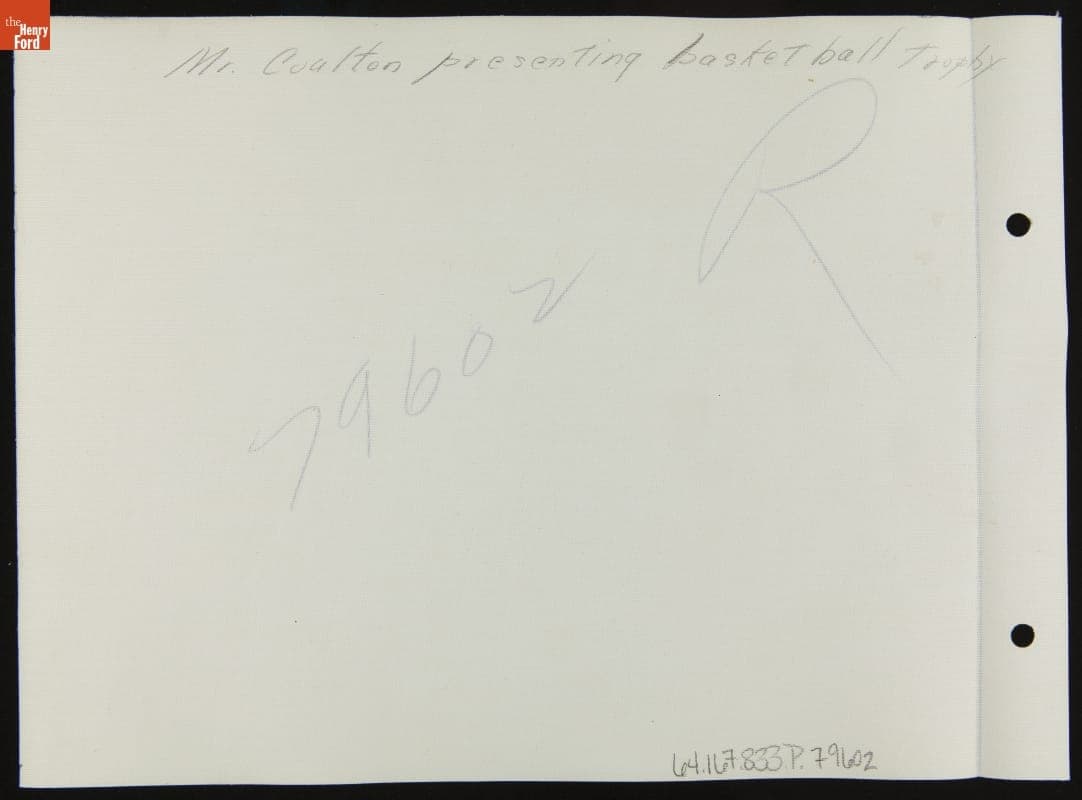 the
Henry
Ford
Mr. Coulton presenting basketball Trophy
R
79602
64.167.833.P.79602